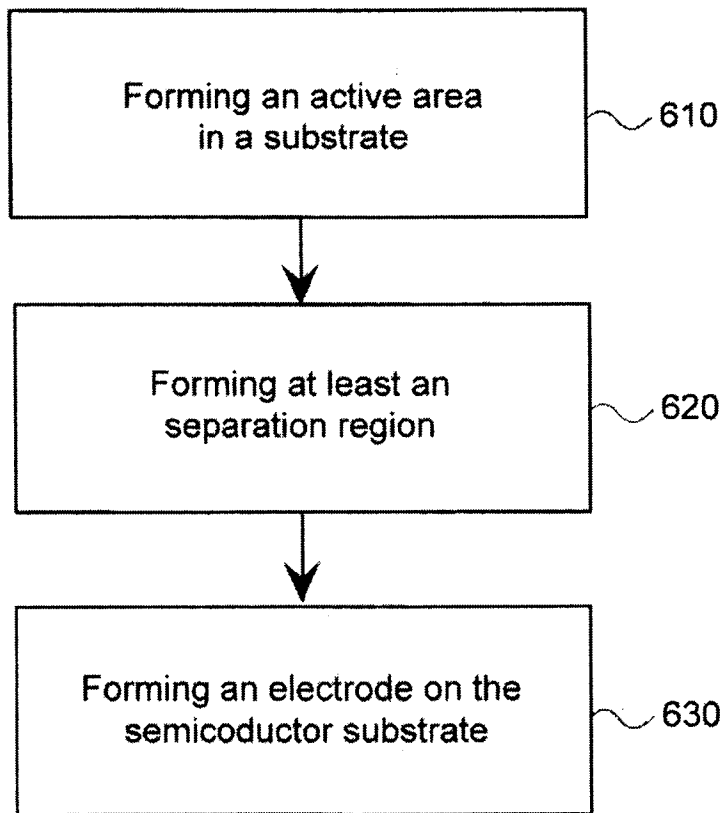 Forming an active area
in a substrate
610
Forming at least an
separation region
620
Forming an electrode on the
semicoductor substrate
630